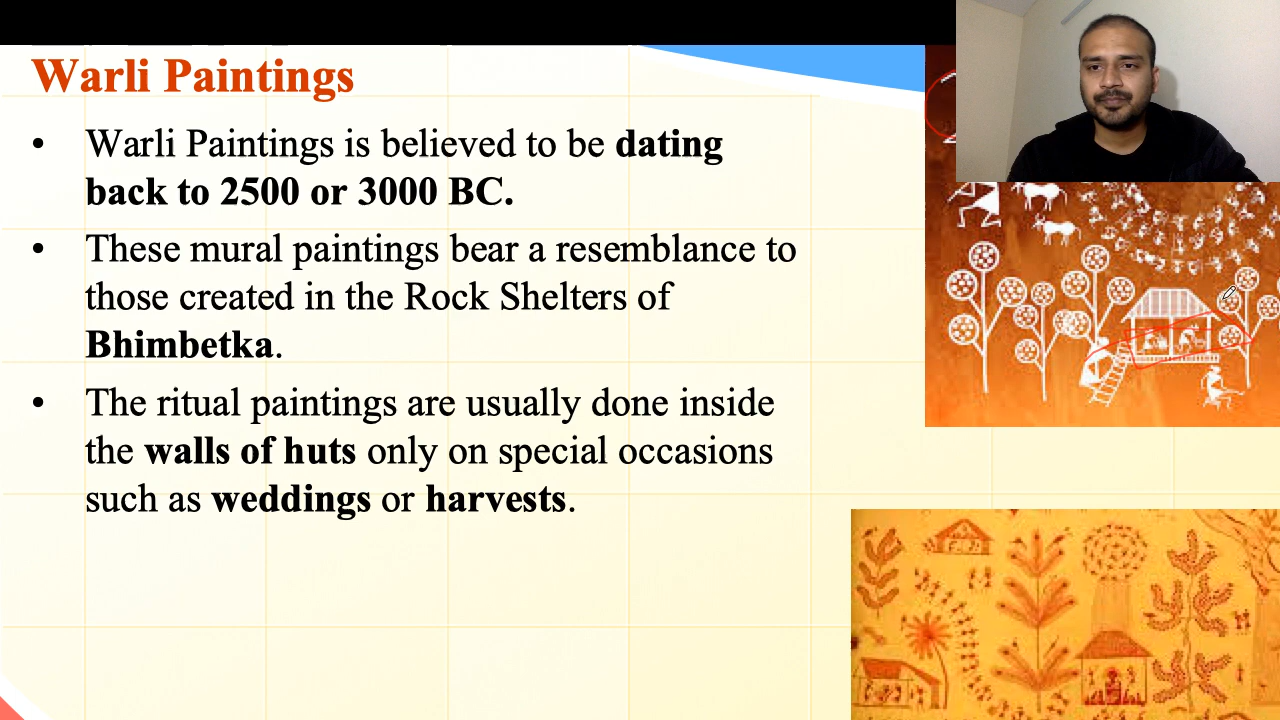 Warli Paintings
• Warli Paintings is believed to be dating
back to 2500 or 3000 BC.
• These mural paintings bear a resemblance to
those created in the Rock Shelters of
Bhimbetka.
• The ritual paintings are usually done inside
the walls of huts only on special occasions
such as weddings or harvests.